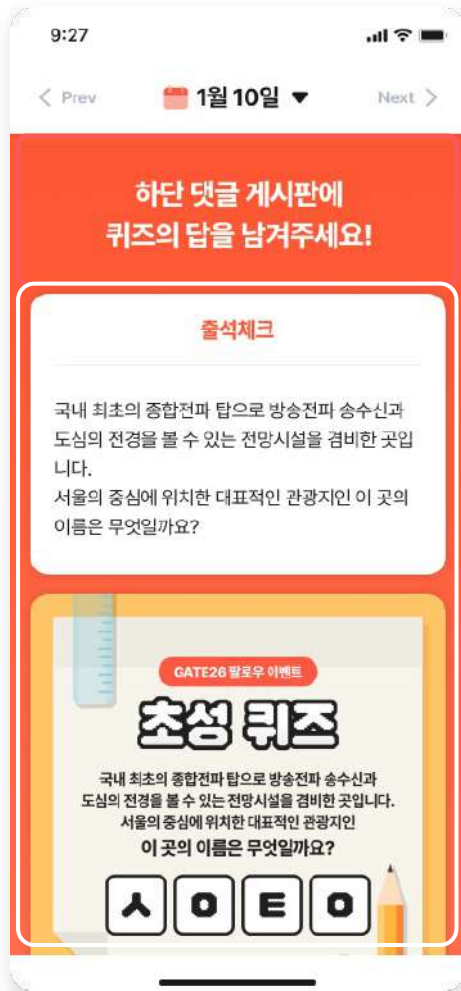 9:27
Prev 1월 10일 Next
하단 댓글 게시판에
퀴즈의 답을 남겨주세요!
출석체크
국내 최초의 종합전파 탑으로 방송전파 송수신과
도심의 전경을 볼 수 있는 전망시설을 겸비한 곳입
니다.
서울의 중심에 위치한 대표적인 관광지인 이 곳의
이름은 무엇일까요?
GATE26 팔로우 이벤트
초성 퀴즈
국내 최초의 종합전파 탑으로 방송전파 송수신과
도심의 전경을 볼 수 있는 전망시설을 겸비한 곳입니다.
서울의 중심에 위치한 대표적인 관광지인
이 곳의 이름은 무엇일까요?
ㅅㅇㅌㅇ